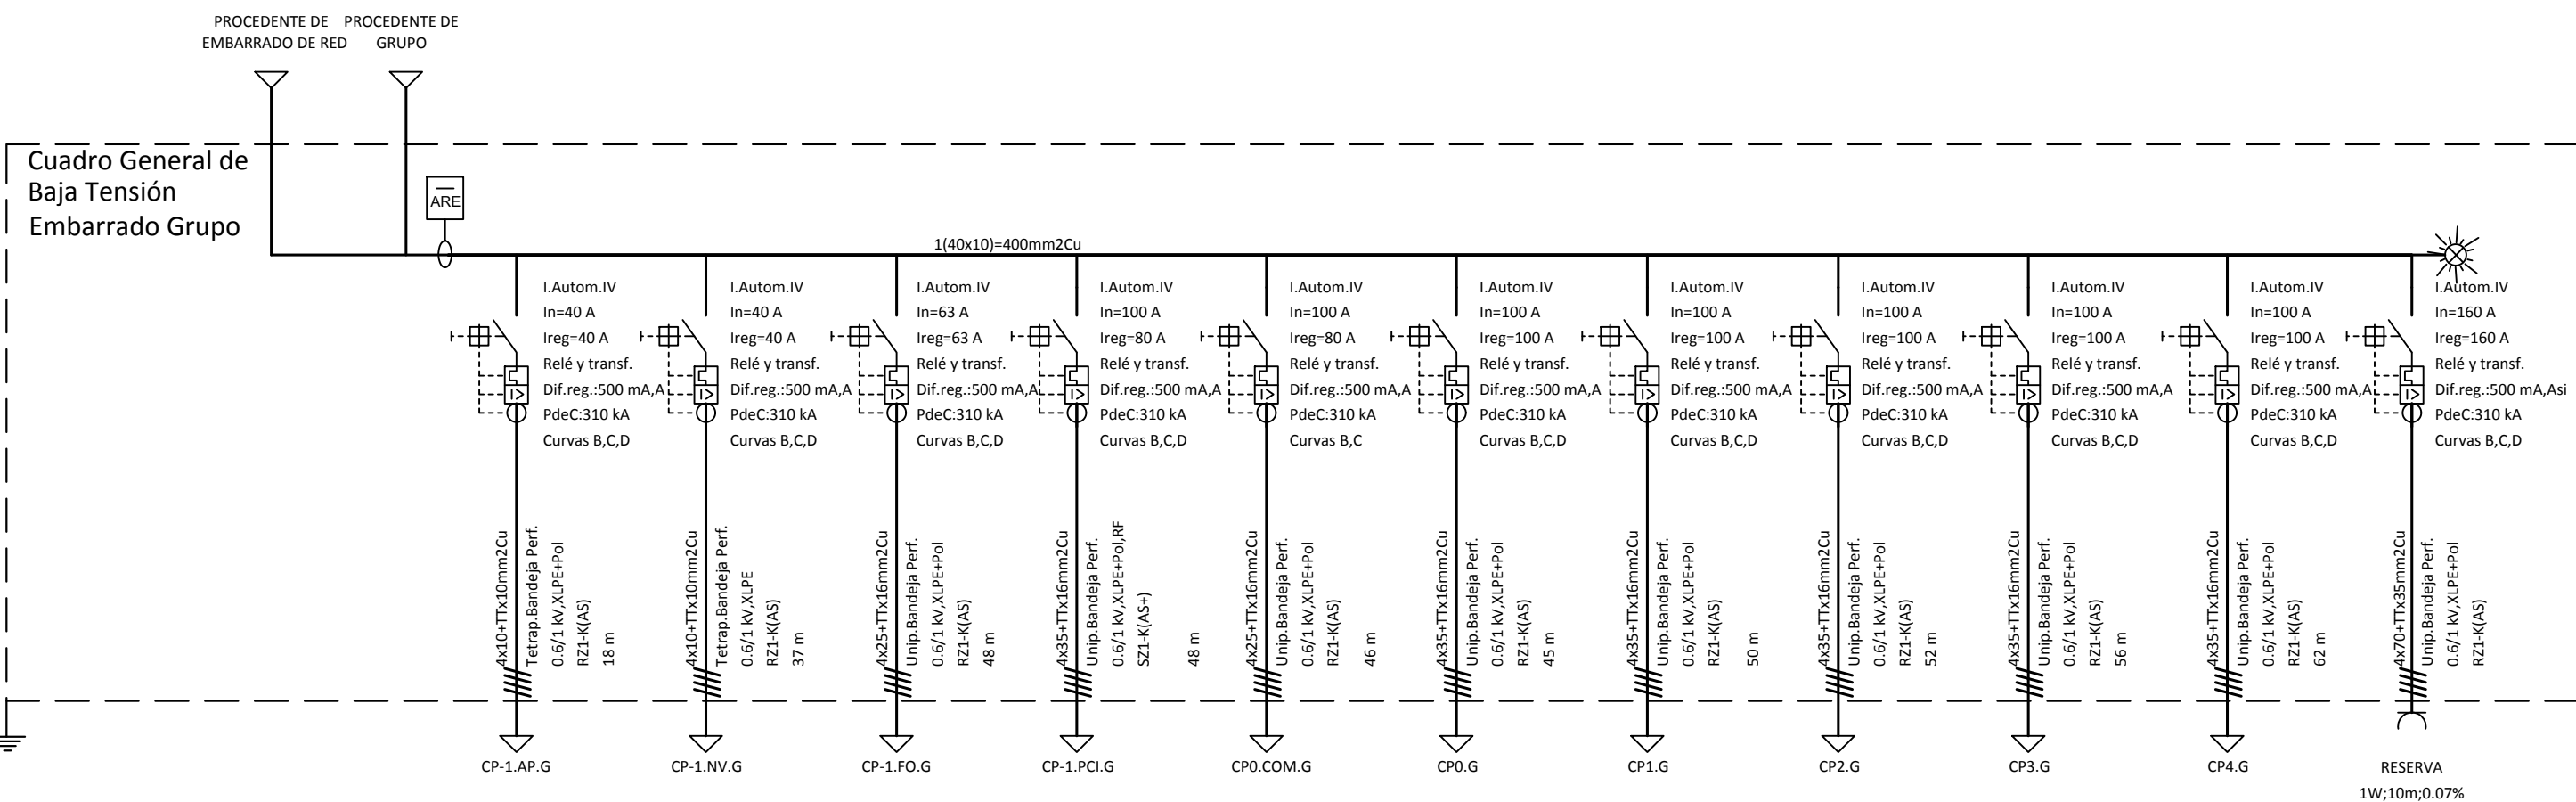 PROCEDENTE DE
EMBARRADO DE RED
PROCEDENTE DE
GRUPO
Cuadro General de
Baja Tensión
Embarrado Grupo
ARE
1(40x10)=400mm2Cu
I.Autom.IV
In=40 A
Ireg=40 A
Relé y transf.
Dif.reg.:500 mA,A
PdeC:310 kA
Curvas B,C,D
4x10+TTx10mm2Cu
Tetrap.Bandeja Perf.
0.6/1 kV,XLPE+Pol
RZ1-K(AS)
18 m
CP-1.AP.G
I.Autom.IV
In=40 A
Ireg=40 A
Relé y transf.
Dif.reg.:500 mA,A
PdeC:310 kA
Curvas B,C,D
4x10+TTx10mm2Cu
Tetrap.Bandeja Perf.
0.6/1 kV,XLPE
RZ1-K(AS)
37 m
CP-1.NV.G
I.Autom.IV
In=63 A
Ireg=63 A
Relé y transf.
Dif.reg.:500 mA,A
PdeC:310 kA
Curvas B,C,D
4x25+TTx16mm2Cu
Unip.Bandeja Perf.
0.6/1 kV,XLPE+Pol
RZ1-K(AS)
48 m
CP-1.FO.G
I.Autom.IV
In=100 A
Ireg=80 A
Relé y transf.
Dif.reg.:500 mA,A
PdeC:310 kA
Curvas B,C,D
4x35+TTx16mm2Cu
Unip.Bandeja Perf.
0.6/1 kV,XLPE+Pol,RF
SZ1-K(AS+)
48 m
CP-1.PCI.G
I.Autom.IV
In=100 A
Ireg=80 A
Relé y transf.
Dif.reg.:500 mA,A
PdeC:310 kA
Curvas B,C
4x25+TTx16mm2Cu
Unip.Bandeja Perf.
0.6/1 kV,XLPE+Pol
RZ1-K(AS)
46 m
CP0.COM.G
I.Autom.IV
In=100 A
Ireg=100 A
Relé y transf.
Dif.reg.:500 mA,A
PdeC:310 kA
Curvas B,C,D
4x35+TTx16mm2Cu
Unip.Bandeja Perf.
0.6/1 kV,XLPE+Pol
RZ1-K(AS)
45 m
CP0.G
I.Autom.IV
In=100 A
Ireg=100 A
Relé y transf.
Dif.reg.:500 mA,A
PdeC:310 kA
Curvas B,C,D
4x35+TTx16mm2Cu
Unip.Bandeja Perf.
0.6/1 kV,XLPE+Pol
RZ1-K(AS)
50 m
CP1.G
I.Autom.IV
In=100 A
Ireg=100 A
Relé y transf.
Dif.reg.:500 mA,A
PdeC:310 kA
Curvas B,C,D
4x35+TTx16mm2Cu
Unip.Bandeja Perf.
0.6/1 kV,XLPE+Pol
RZ1-K(AS)
52 m
CP2.G
I.Autom.IV
In=100 A
Ireg=100 A
Relé y transf.
Dif.reg.:500 mA,A
PdeC:310 kA
Curvas B,C,D
4x35+TTx16mm2Cu
Unip.Bandeja Perf.
0.6/1 kV,XLPE+Pol
RZ1-K(AS)
56 m
CP3.G
I.Autom.IV
In=100 A
Ireg=100 A
Relé y transf.
Dif.reg.:500 mA,A
PdeC:310 kA
Curvas B,C,D
4x35+TTx16mm2Cu
Unip.Bandeja Perf.
0.6/1 kV,XLPE+Pol
RZ1-K(AS)
62 m
CP4.G
I.Autom.IV
In=160 A
Ireg=160 A
Relé y transf.
Dif.reg.:500 mA,Asi
PdeC:310 kA
Curvas B,C,D
4x70+TTx35mm2Cu
Unip.Bandeja Perf.
0.6/1 kV,XLPE+Pol
RZ1-K(AS)
RESERVA
1W;10m;0.07%